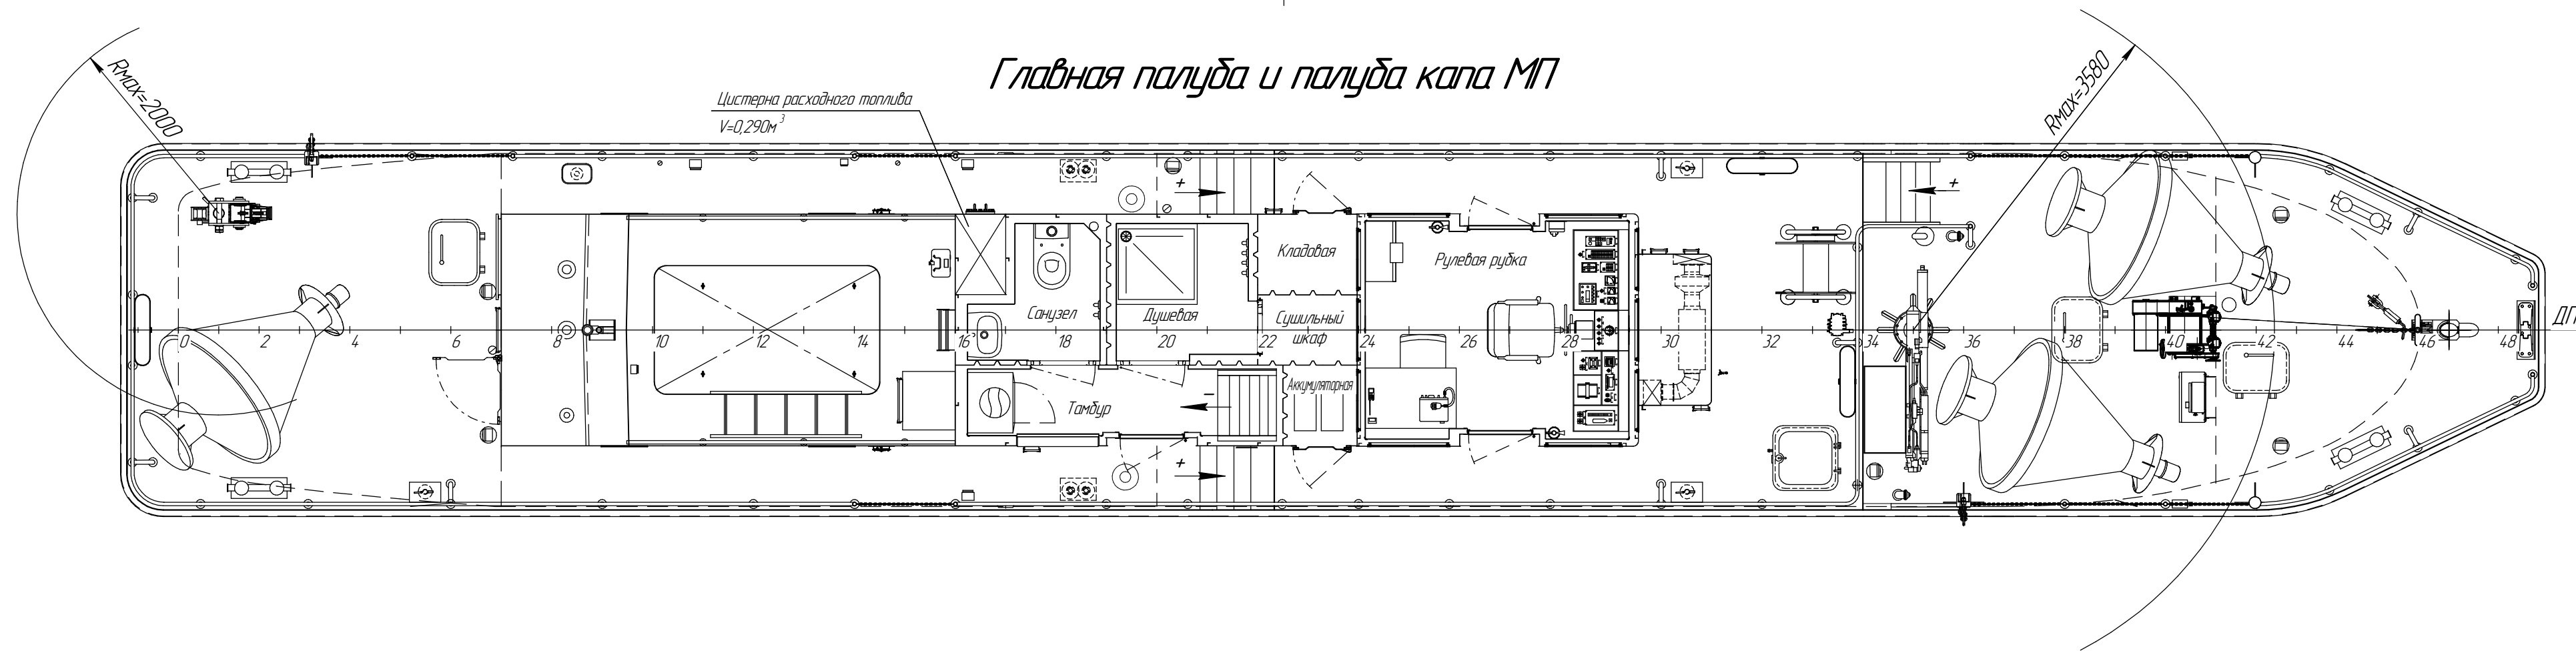 Главная палуба и палуба капа МП
Rмах=2000
Rмах=3580
Цистерна расходного топлива
V=0,290м³
Кладовая
Рулевая рубка
Санузел
Душевая
Сушильный
шкаф
ДП
0 2 4 6 8 10 12 14 16 18 20 22 24 26 28 30 32 34 36 38 40 42 44 46 48
Аккумуляторная
Тамбур
+
+
+
−